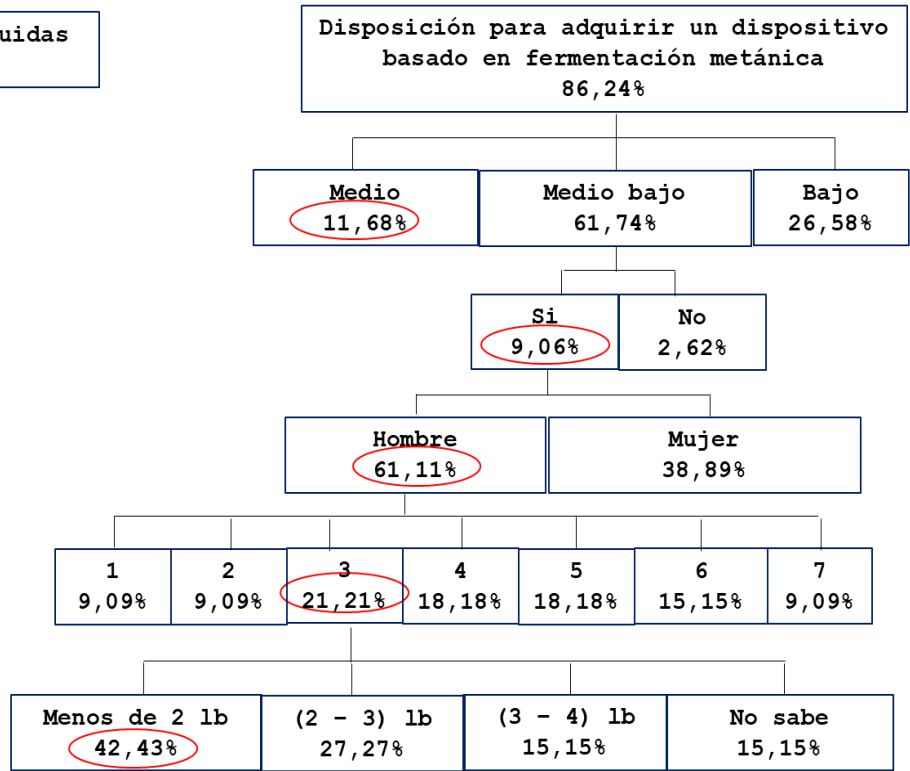 uidas
Disposición para adquirir un dispositivo
basado en fermentación metánica
86,24%
Medio
11,68%
Medio bajo
61,74%
Bajo
26,58%
Si
9,06%
No
2,62%
Hombre
61,11%
Mujer
38,89%
1
9,09%
2
9,09%
3
21,21%
4
18,18%
5
18,18%
6
15,15%
7
9,09%
Menos de 2 lb
42,43%
(2 – 3) lb
27,27%
(3 – 4) lb
15,15%
No sabe
15,15%